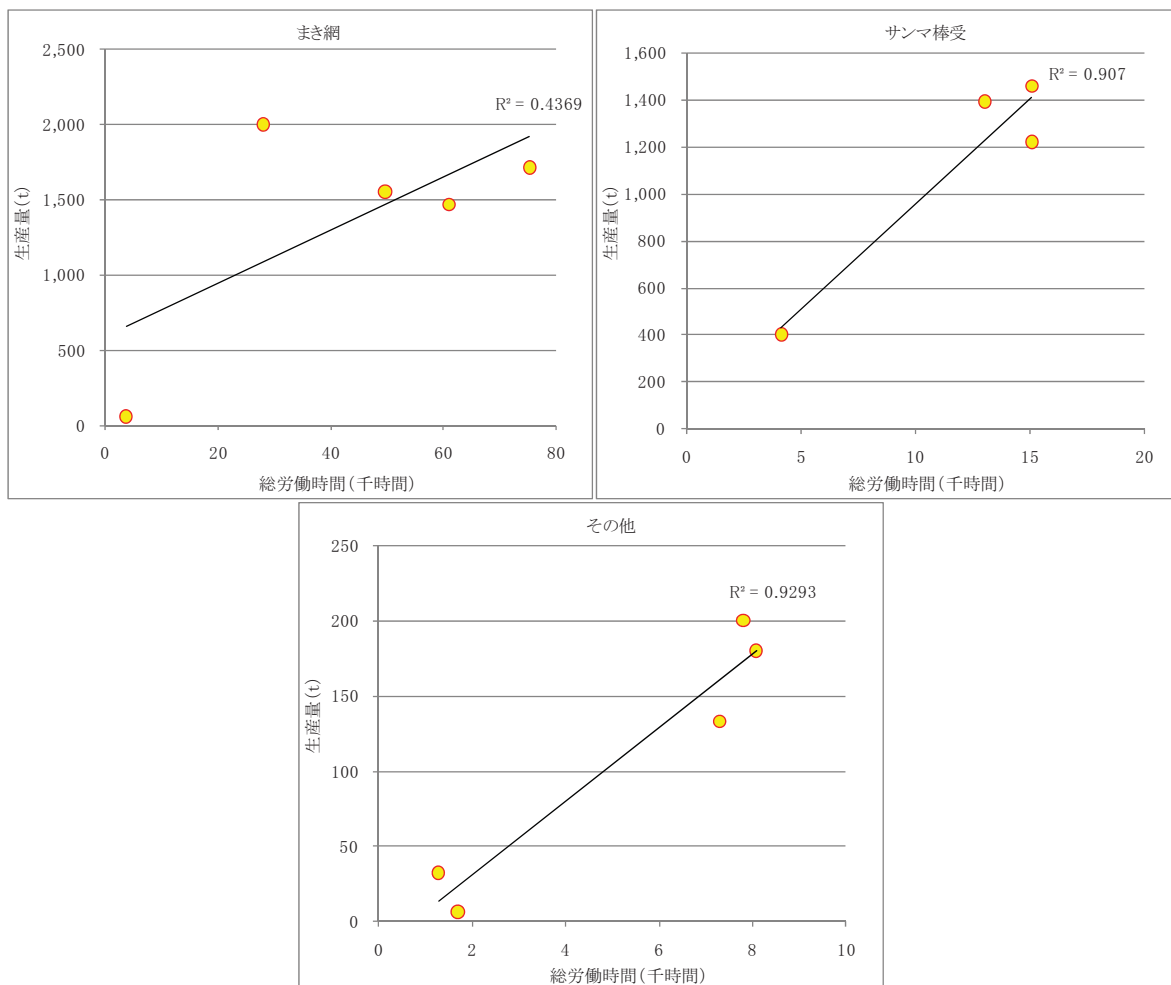 まき網
2,500
2,000
1,500
1,000
500
0
0 20 40 60 80
R² = 0.4369
生産量(t)
総労働時間(千時間)
サンマ棒受
1,600
1,400
1,200
1,000
800
600
400
200
0
0 5 10 15 20
R² = 0.907
生産量(t)
総労働時間(千時間)
その他
250
200
150
100
50
0
0 2 4 6 8 10
R² = 0.9293
生産量(t)
総労働時間(千時間)